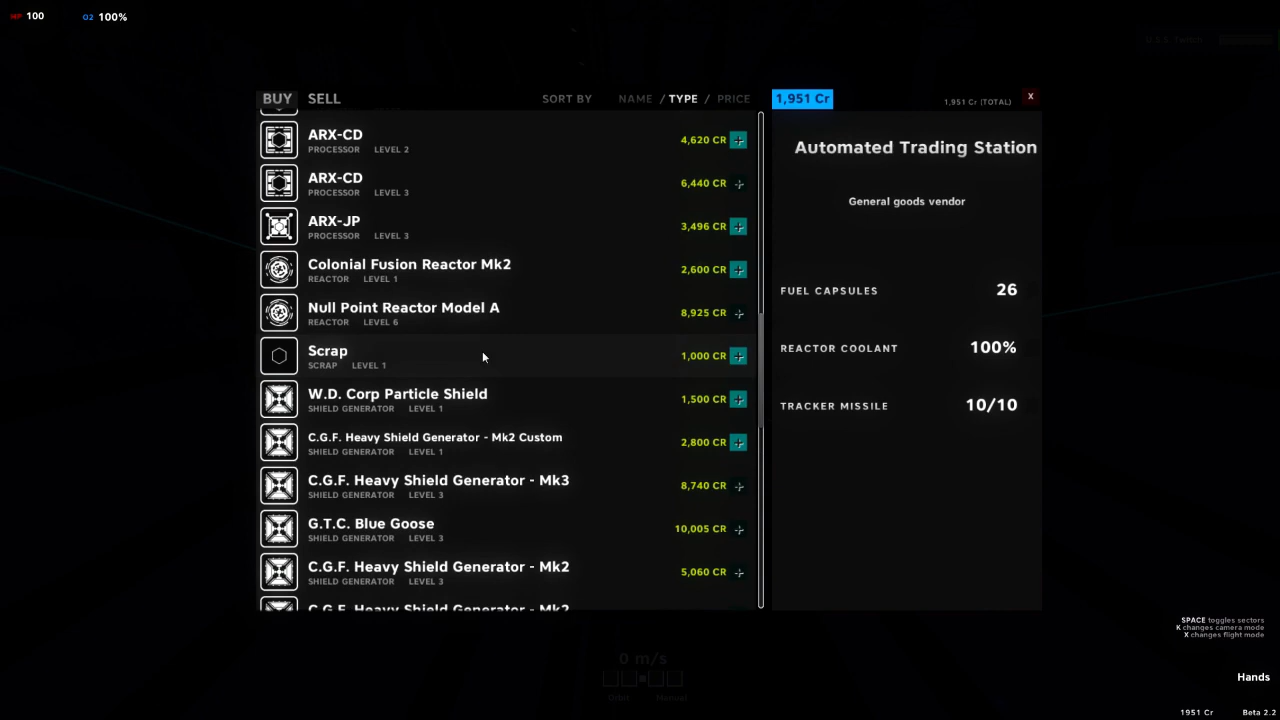 HP 100 O2 100%
U.S.S. Tautin
BUY SELL SORT BY NAME / TYPE / PRICE 1,951 Cr 1,951 Cr (TOTAL) X
ARX-CD 4,620 CR +
PROCESSOR LEVEL 2
ARX-CD 6,440 CR +
PROCESSOR LEVEL 3
ARX-JP 3,496 CR +
PROCESSOR LEVEL 3
Colonial Fusion Reactor Mk2 2,600 CR +
REACTOR LEVEL 1
Null Point Reactor Model A 8,925 CR +
REACTOR LEVEL 6
Scrap 1,000 CR +
SCRAP LEVEL 1
W.D. Corp Particle Shield 1,500 CR +
SHIELD GENERATOR LEVEL 1
C.G.F. Heavy Shield Generator - Mk2 Custom 2,800 CR +
SHIELD GENERATOR LEVEL 1
C.G.F. Heavy Shield Generator - Mk3 8,740 CR +
SHIELD GENERATOR LEVEL 3
G.T.C. Blue Goose 10,005 CR +
SHIELD GENERATOR LEVEL 3
C.G.F. Heavy Shield Generator - Mk2 5,060 CR +
SHIELD GENERATOR LEVEL 3
C.G.F. Heavy Shield Generator - Mk2
Automated Trading Station
General goods vendor
FUEL CAPSULES 26
REACTOR COOLANT 100%
TRACKER MISSILE 10/10
0 m/s
Orbit Manual
SPACE toggles sectors
K changes camera mode
X changes flight mode
Hands
1951 Cr Beta 2.2